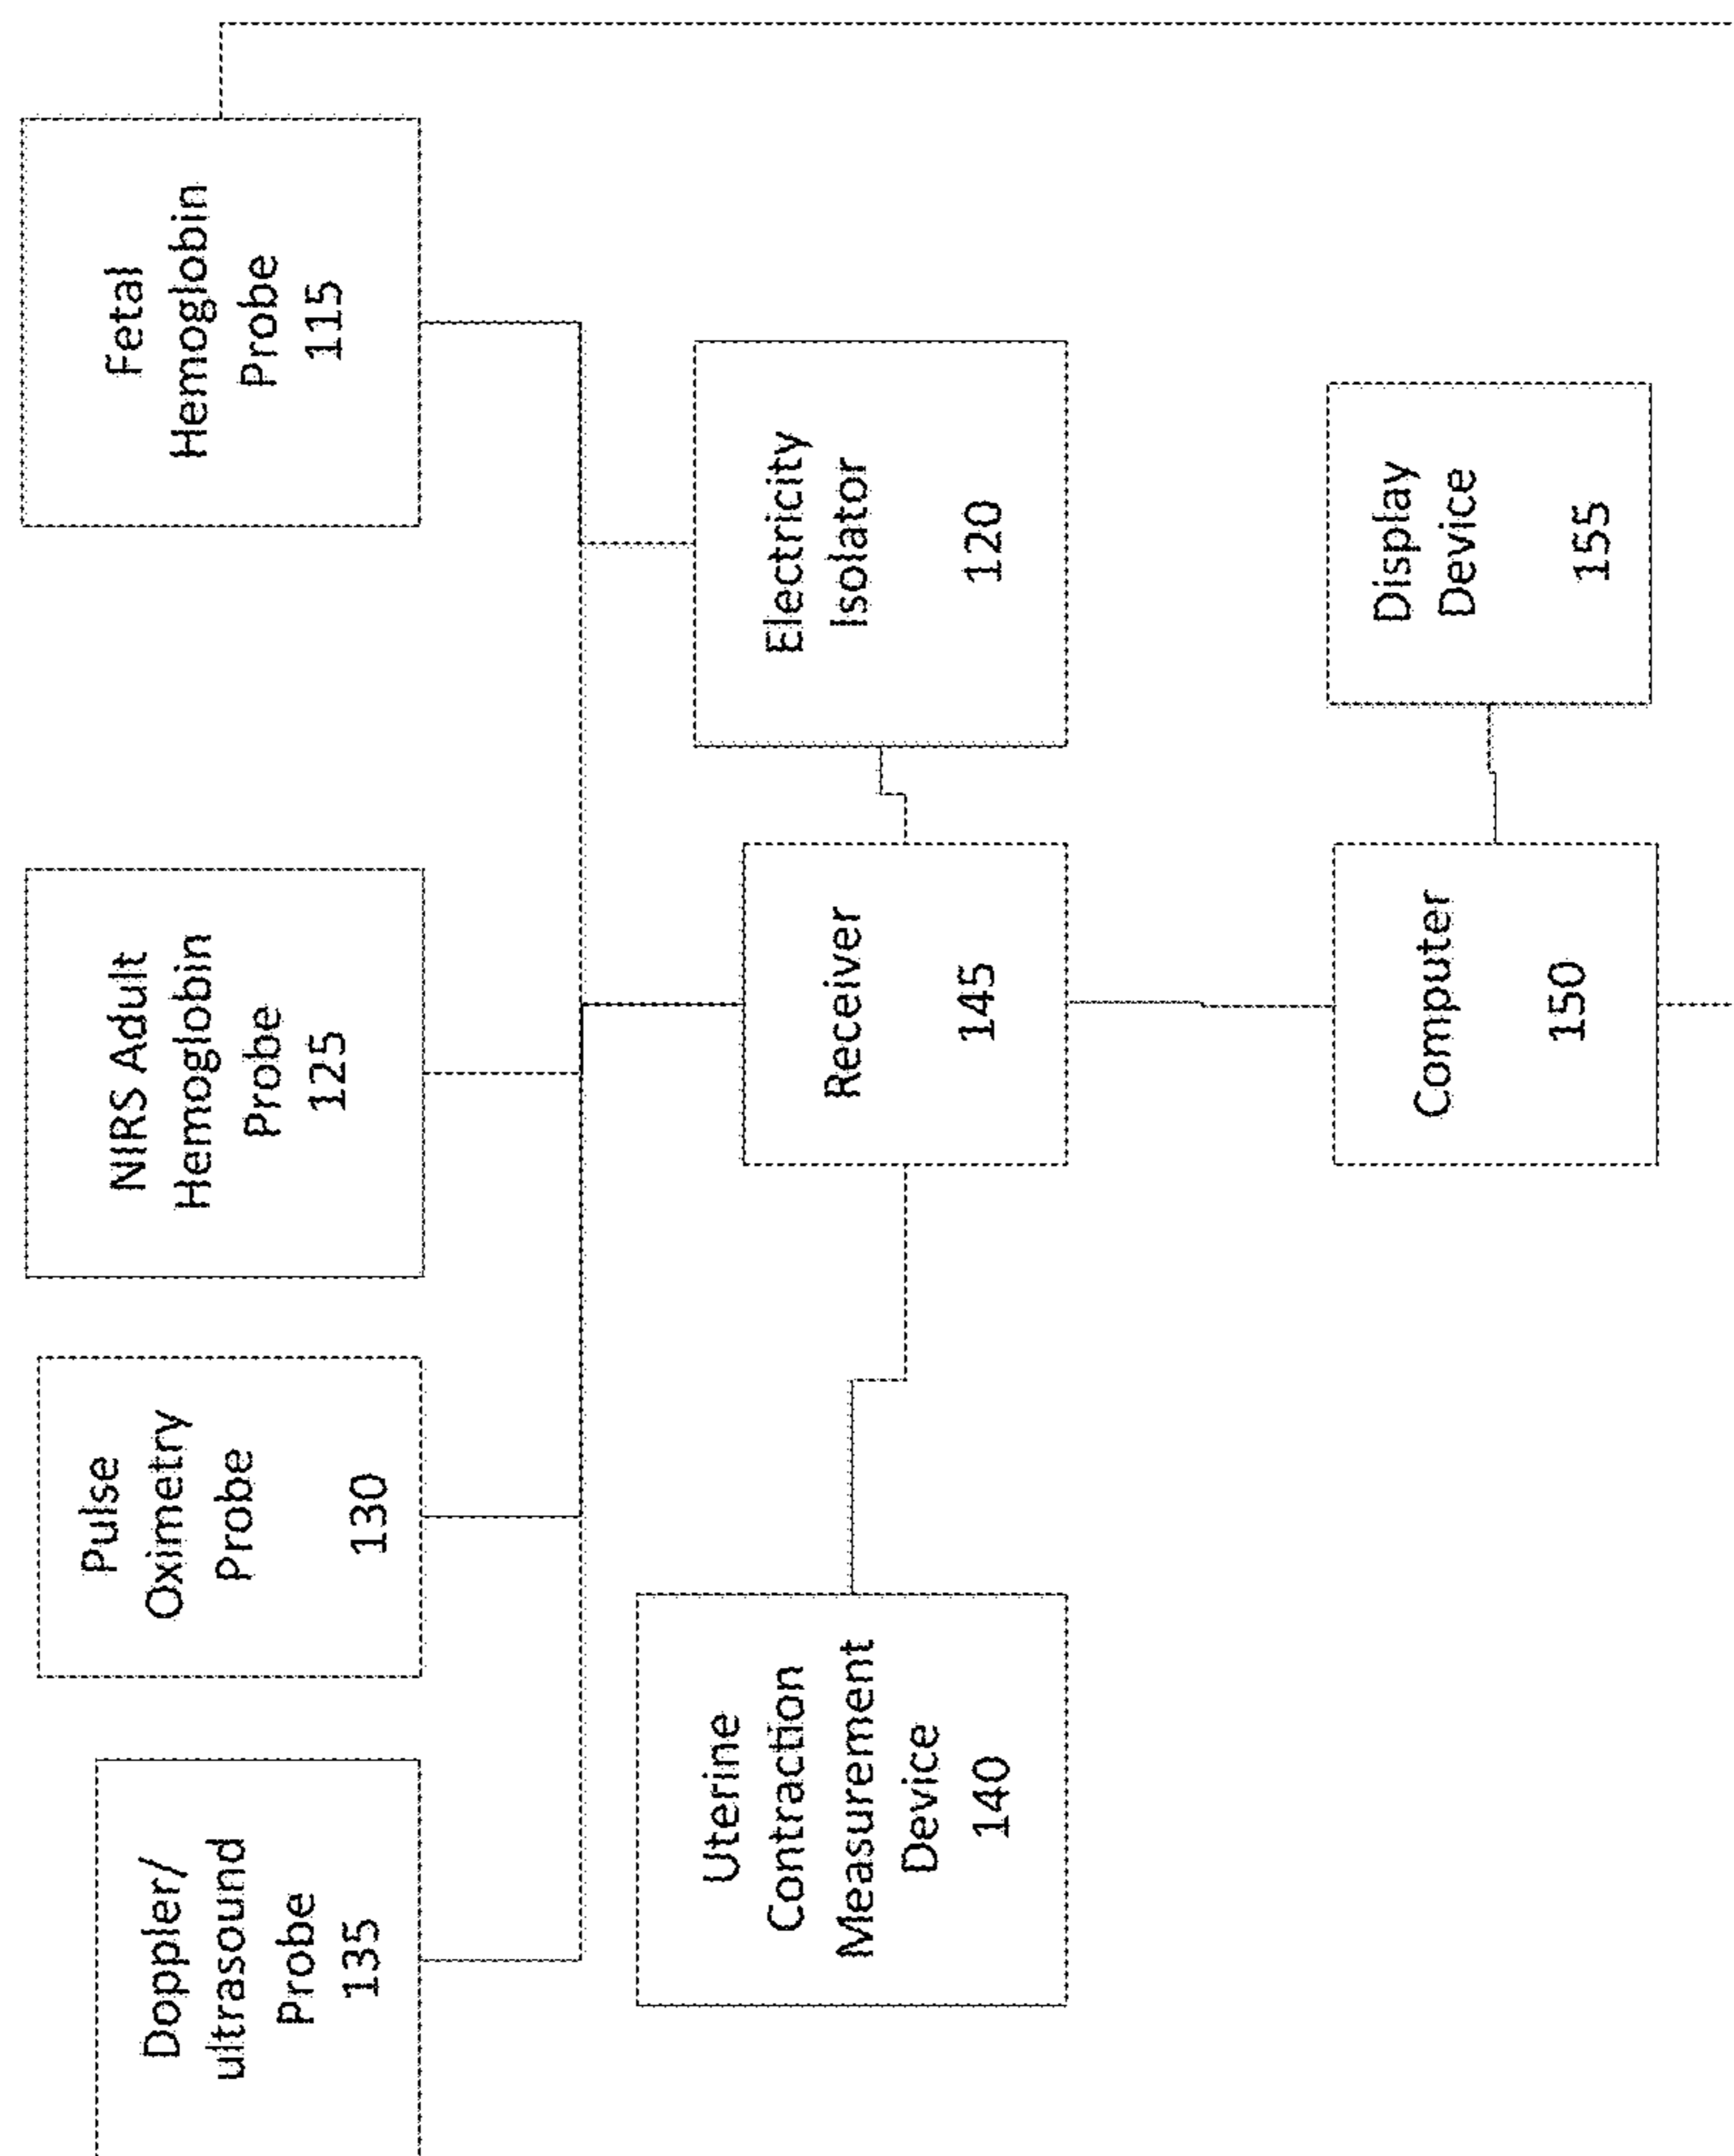 Doppler/
ultrasound
Probe
135
Pulse
Oximetry
Probe
130
NIRS Adult
Hemoglobin
Probe
125
Fetal
Hemoglobin
Probe
115
Uterine
Contraction
Measurement
Device
140
Receiver
145
Electricity
Isolator
120
Computer
150
Display
Device
155